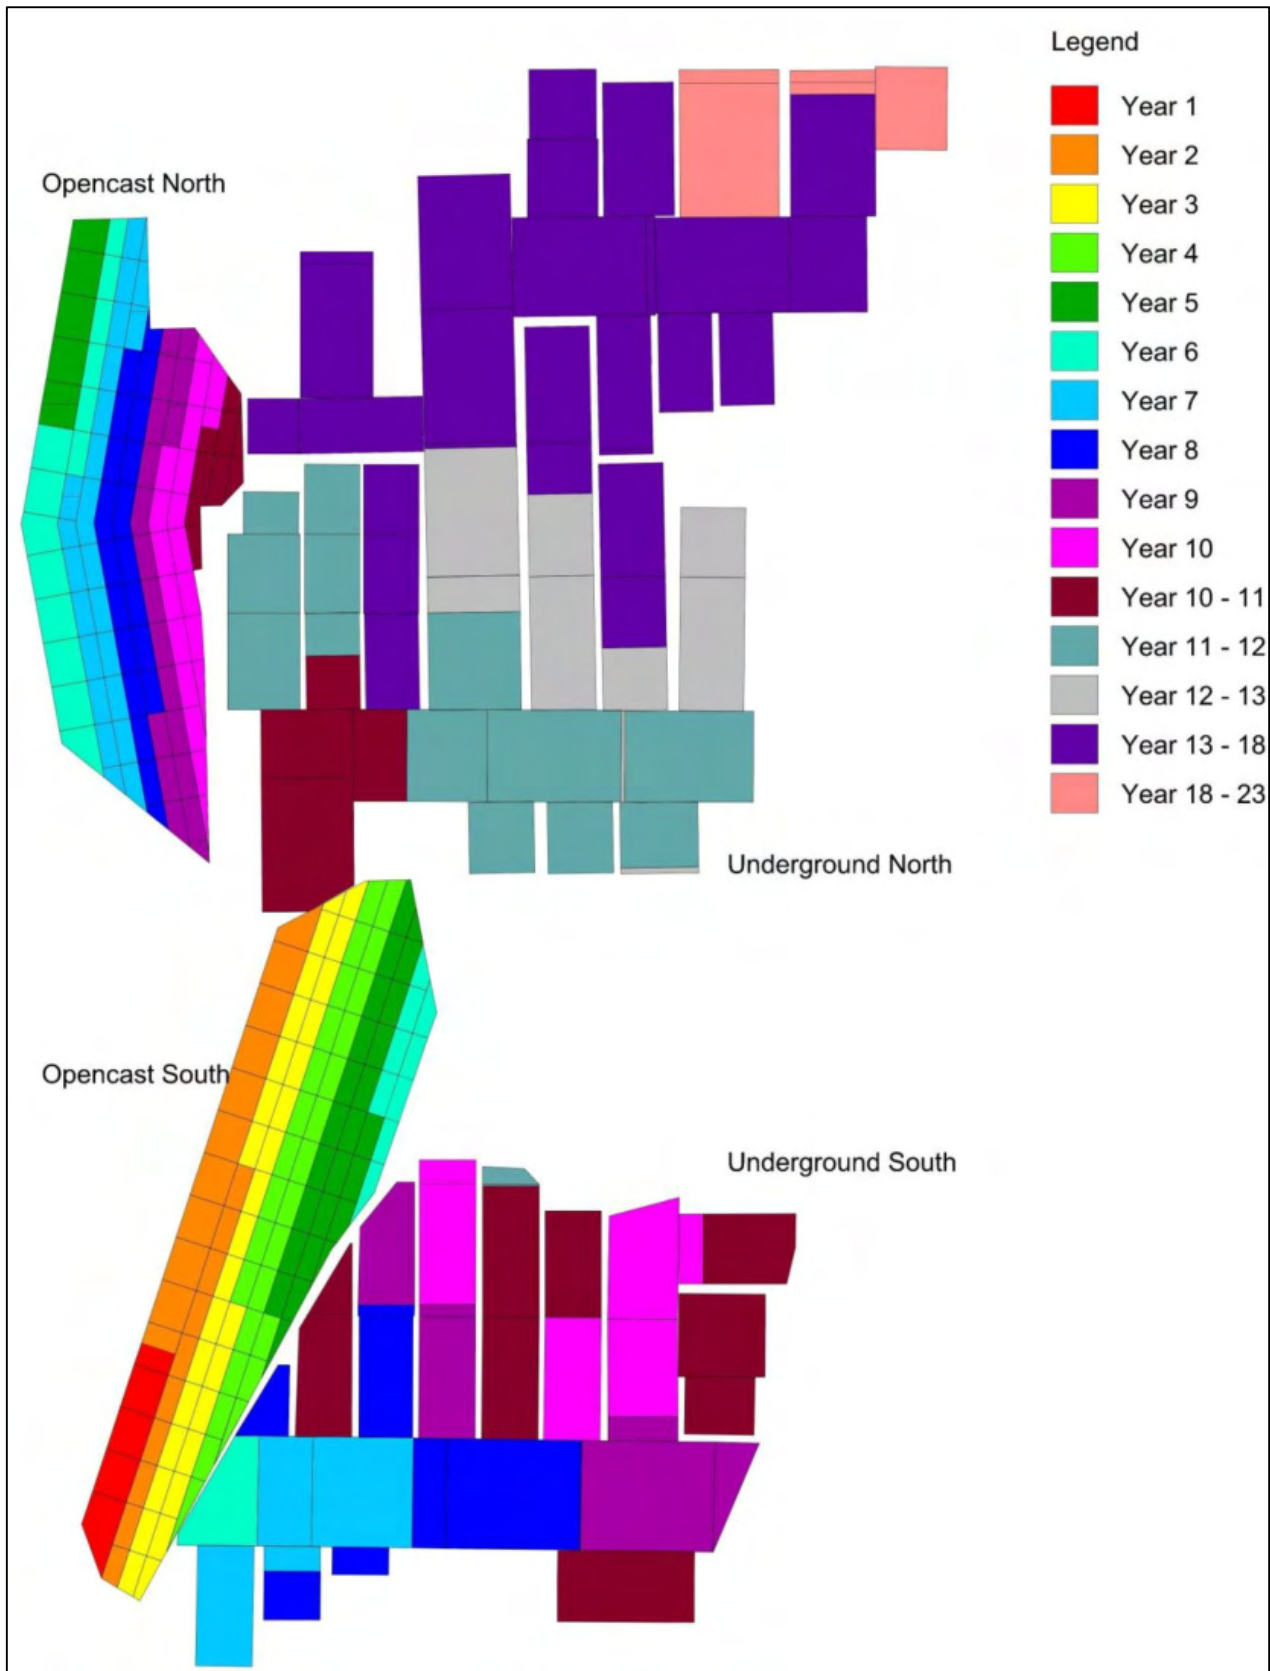 Legend
Year 1
Year 2
Year 3
Year 4
Year 5
Year 6
Year 7
Year 8
Year 9
Year 10
Year 10 - 11
Year 11 - 12
Year 12 - 13
Year 13 - 18
Year 18 - 23
Opencast North
Underground North
Opencast South
Underground South